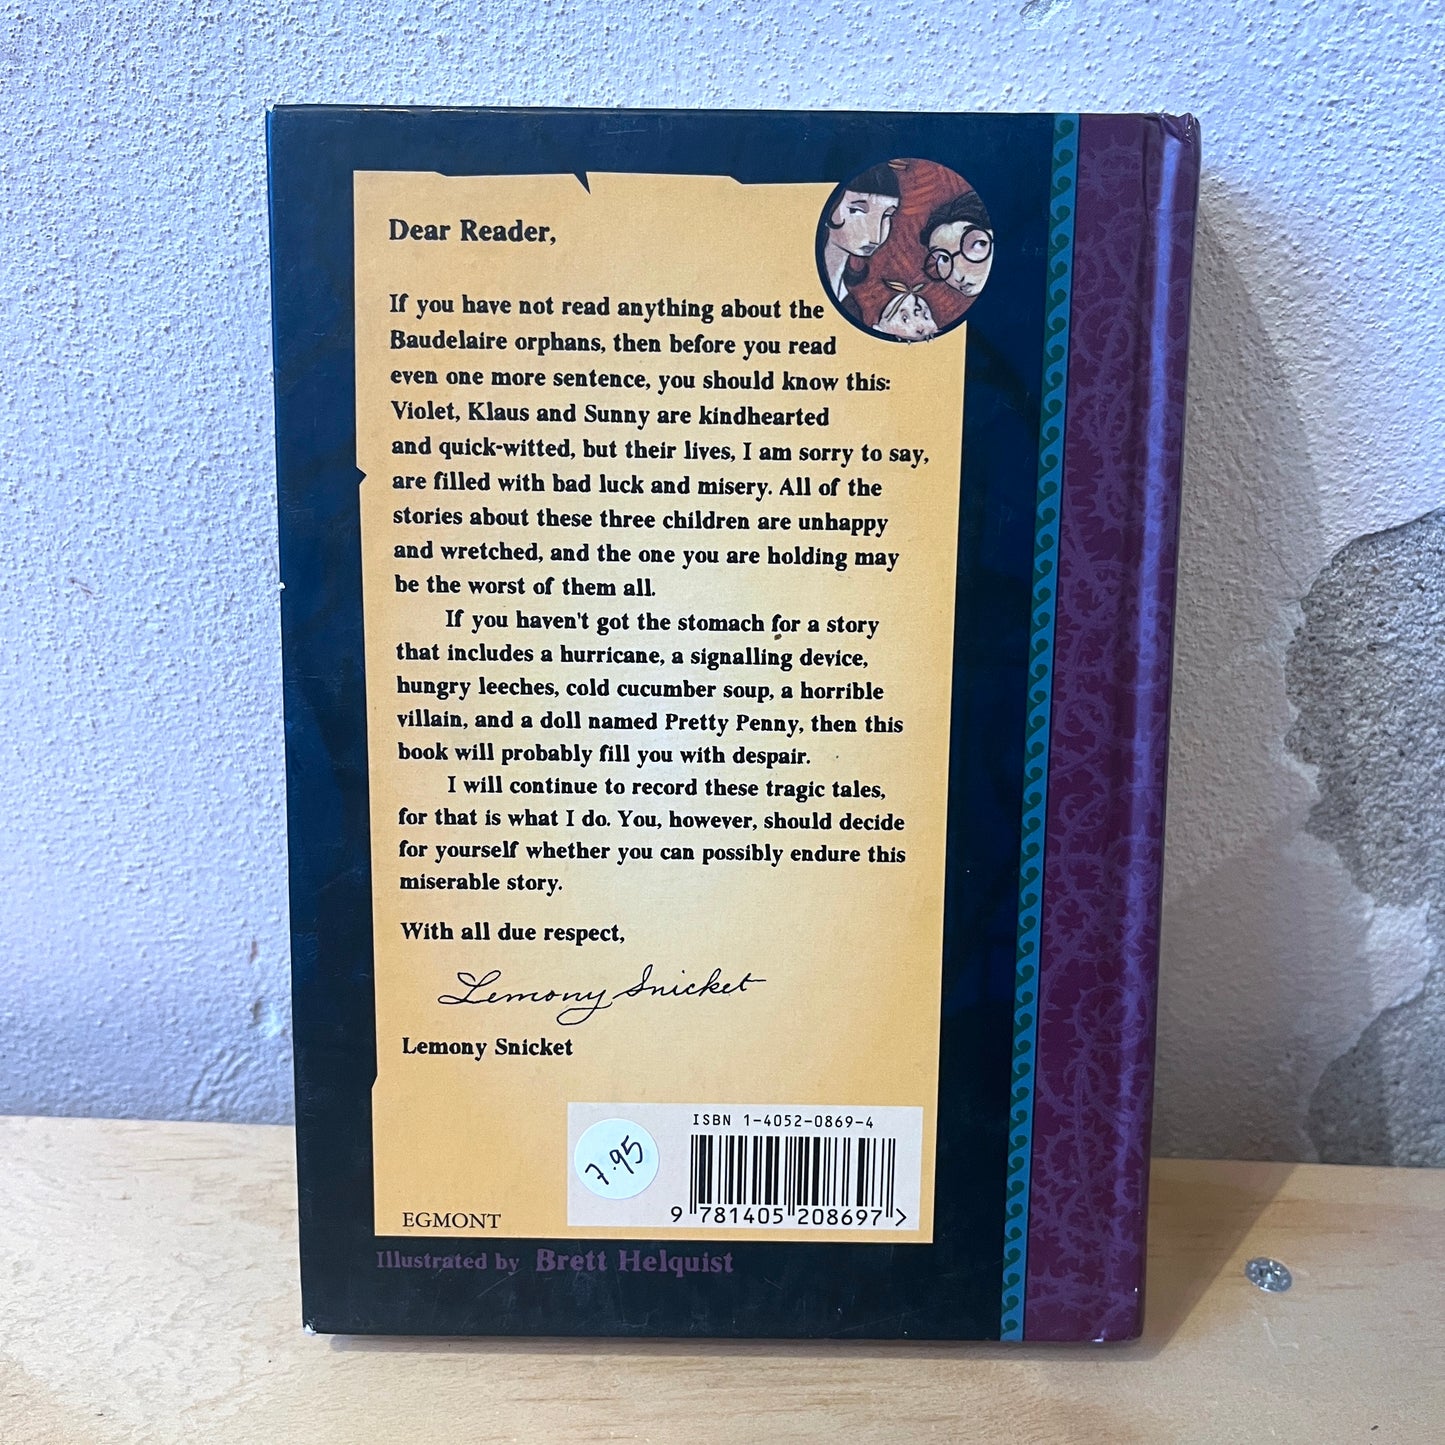 Dear Reader,
If you have not read anything about the
Baudelaire orphans, then before you read
even one more sentence, you should know this:
Violet, Klaus and Sunny are kindhearted
and quick-witted, but their lives, I am sorry to say,
are filled with bad luck and misery. All of the
stories about these three children are unhappy
and wretched, and the one you are holding may
be the worst of them all.
If you haven't got the stomach for a story
that includes a hurricane, a signalling device,
hungry leeches, cold cucumber soup, a horrible
villain, and a doll named Pretty Penny, then this
book will probably fill you with despair.
I will continue to record these tragic tales,
for that is what I do. You, however, should decide
for yourself whether you can possibly endure this
miserable story.
With all due respect,
Lemony Snicket
Lemony Snicket
ISBN 1-4052-0869-4
7.95
9 781405 208697 >
EGMONT
Illustrated by Brett Helquist